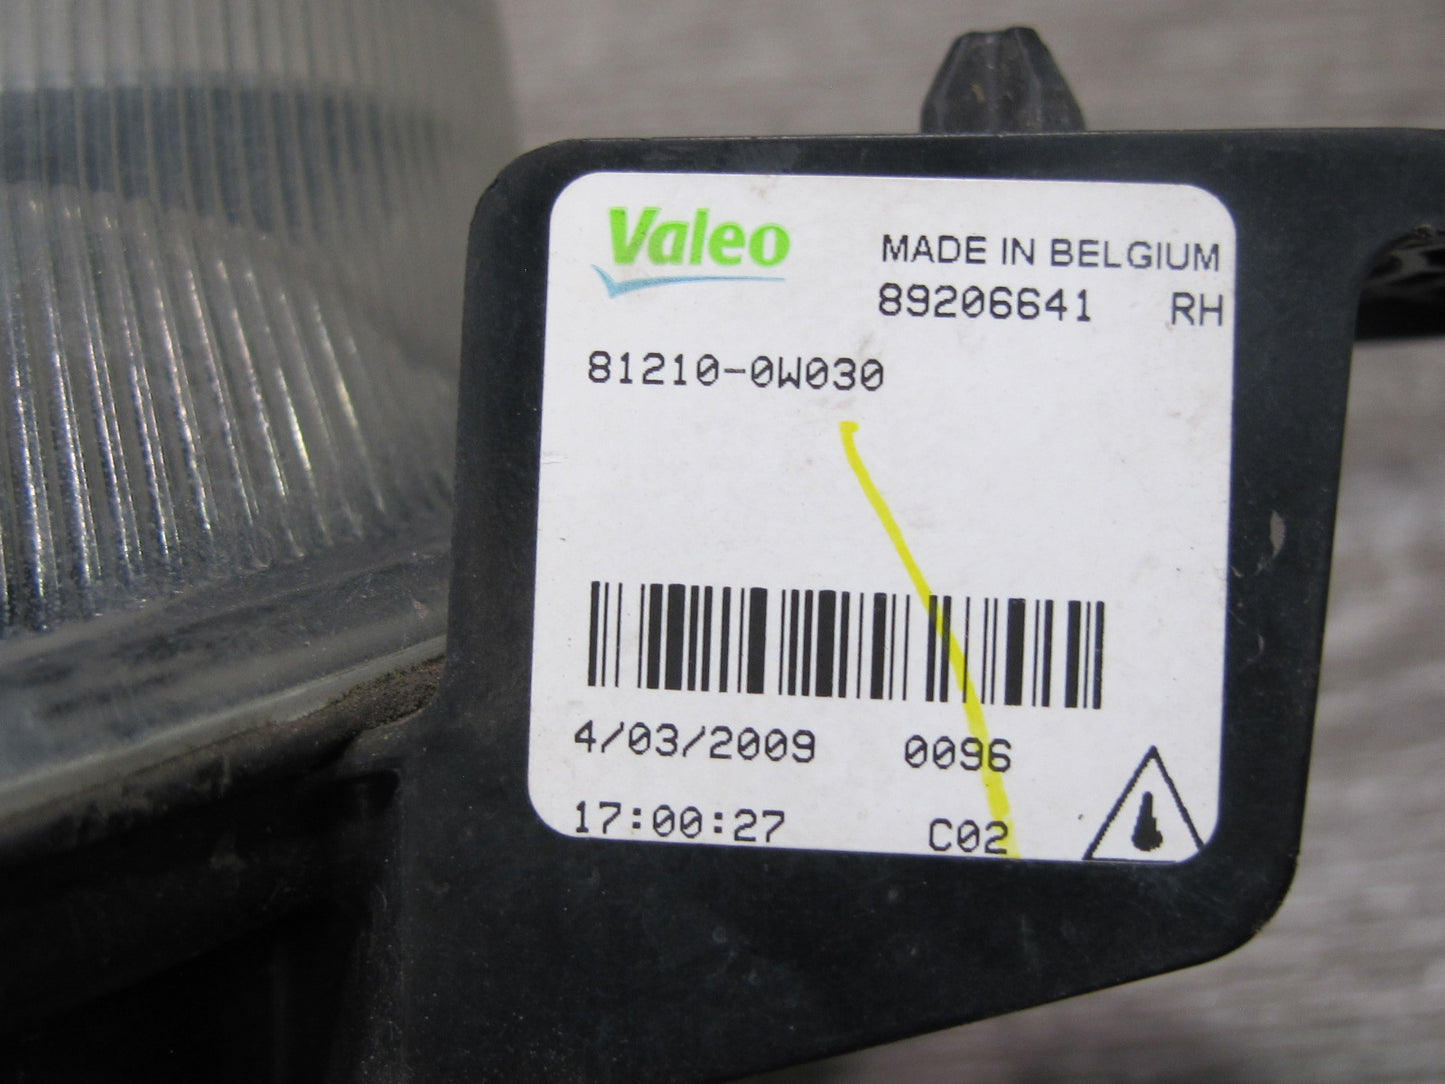 Valeo
MADE IN BELGIUM
89206641 RH
81210-0W030
4/03/2009 0096
17:00:27 C02